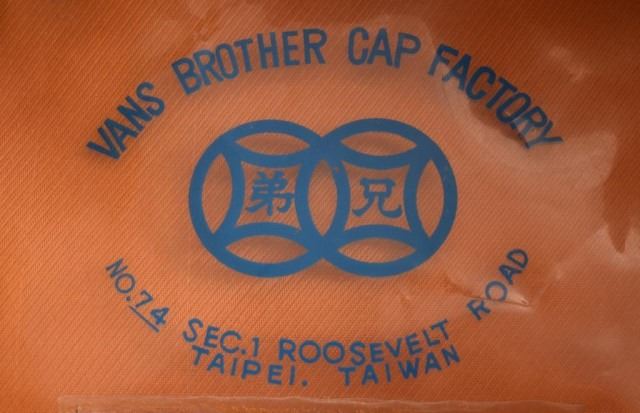 VANS BROTHER CAP FACTORY
弟兄
NO.74 SEC.1 ROOSEVELT ROAD
TAIPEI. TAIWAN